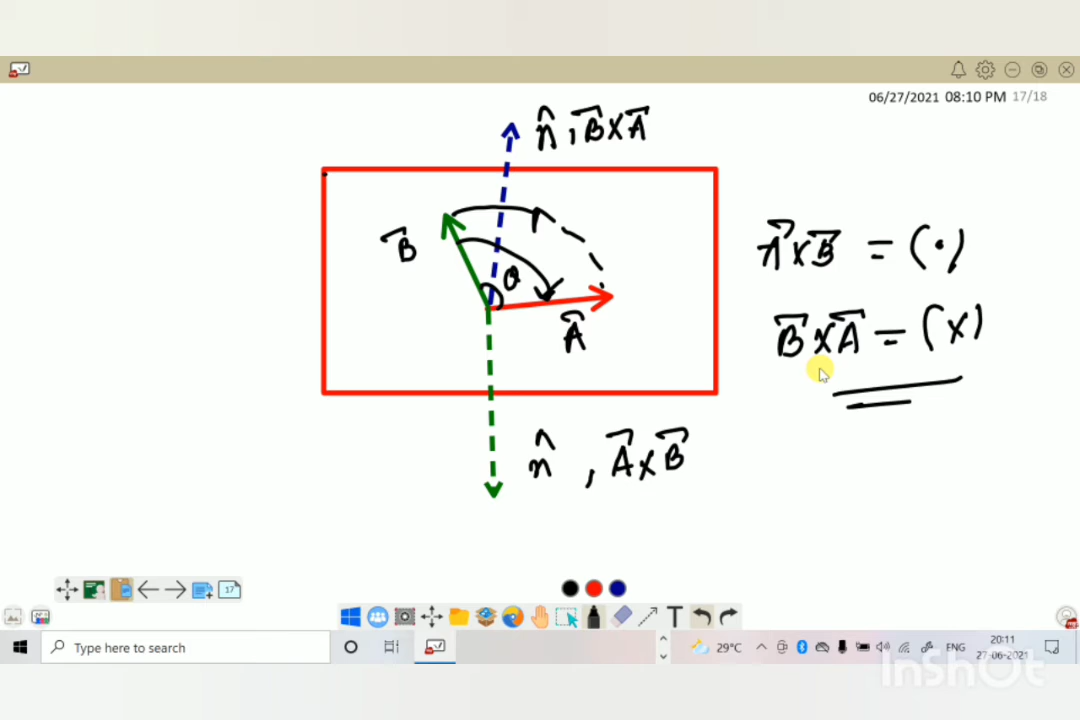 06/27/2021 08:10 PM 17/18
n̂ , B⃗ × A⃗
B⃗
θ
A⃗
A⃗ × B⃗ = (·)
B⃗ × A⃗ = (×)
n̂ , A⃗ × B⃗
17
T
Type here to search
29°C
ENG
20:11
27-06-2021
InShOt